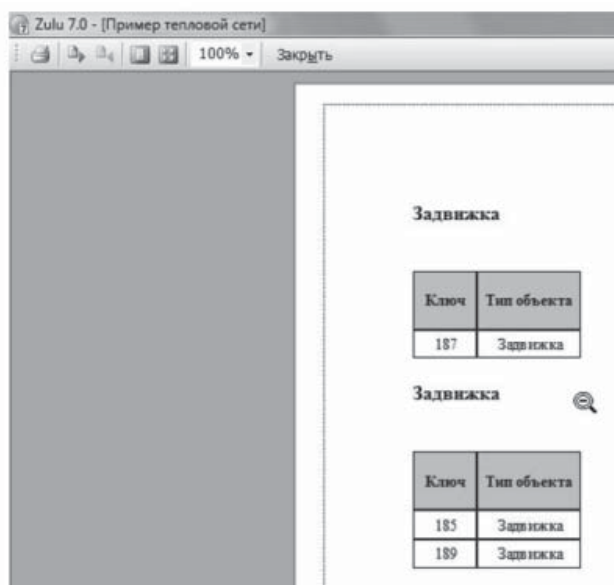 Zulu 7.0 - [Пример тепловой сети]
100% Закрыть
Задвижка
Ключ Тип объекта
187 Задвижка
Задвижка
Ключ Тип объекта
185 Задвижка
189 Задвижка